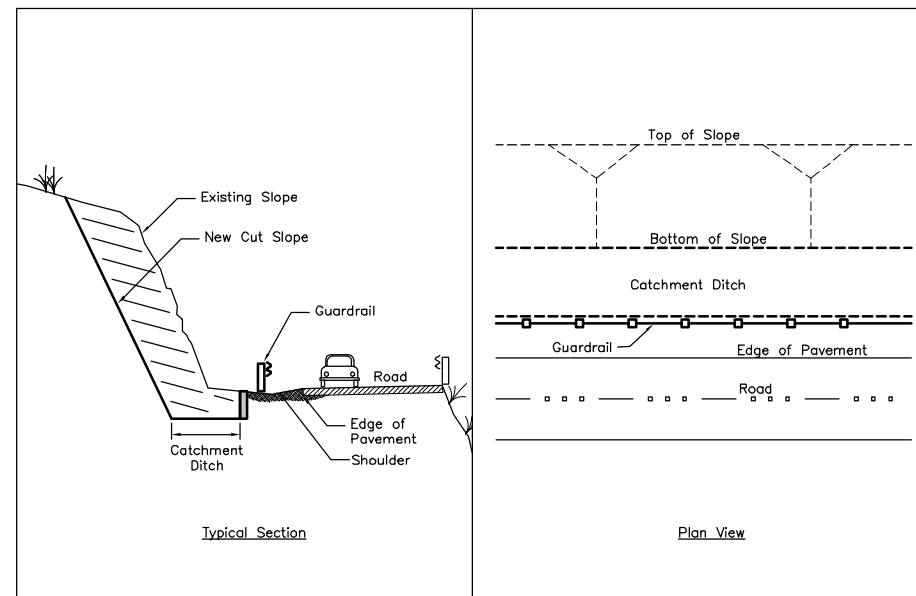 Existing Slope
New Cut Slope
Guardrail
Road
Edge of
Pavement
Shoulder
Catchment
Ditch
Typical Section
Top of Slope
Bottom of Slope
Catchment Ditch
Guardrail
Edge of Pavement
Road
Plan View